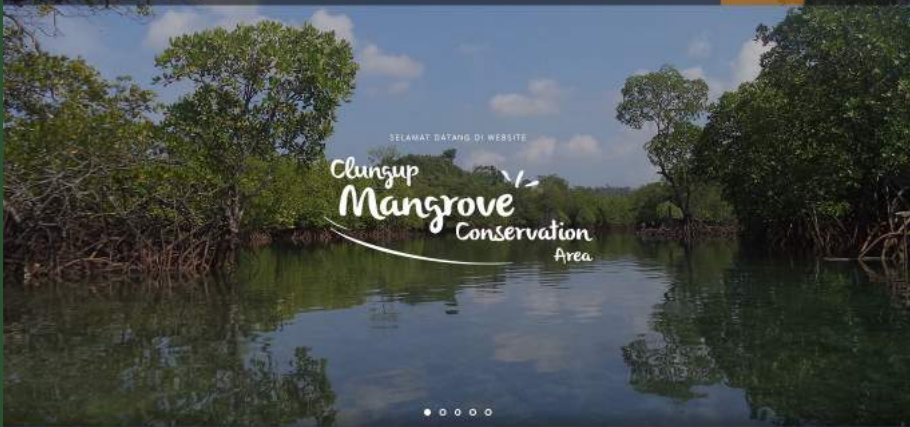 SELAMAT DATANG DI WEBSITE
Clungup
Mangrove
Conservation
Area